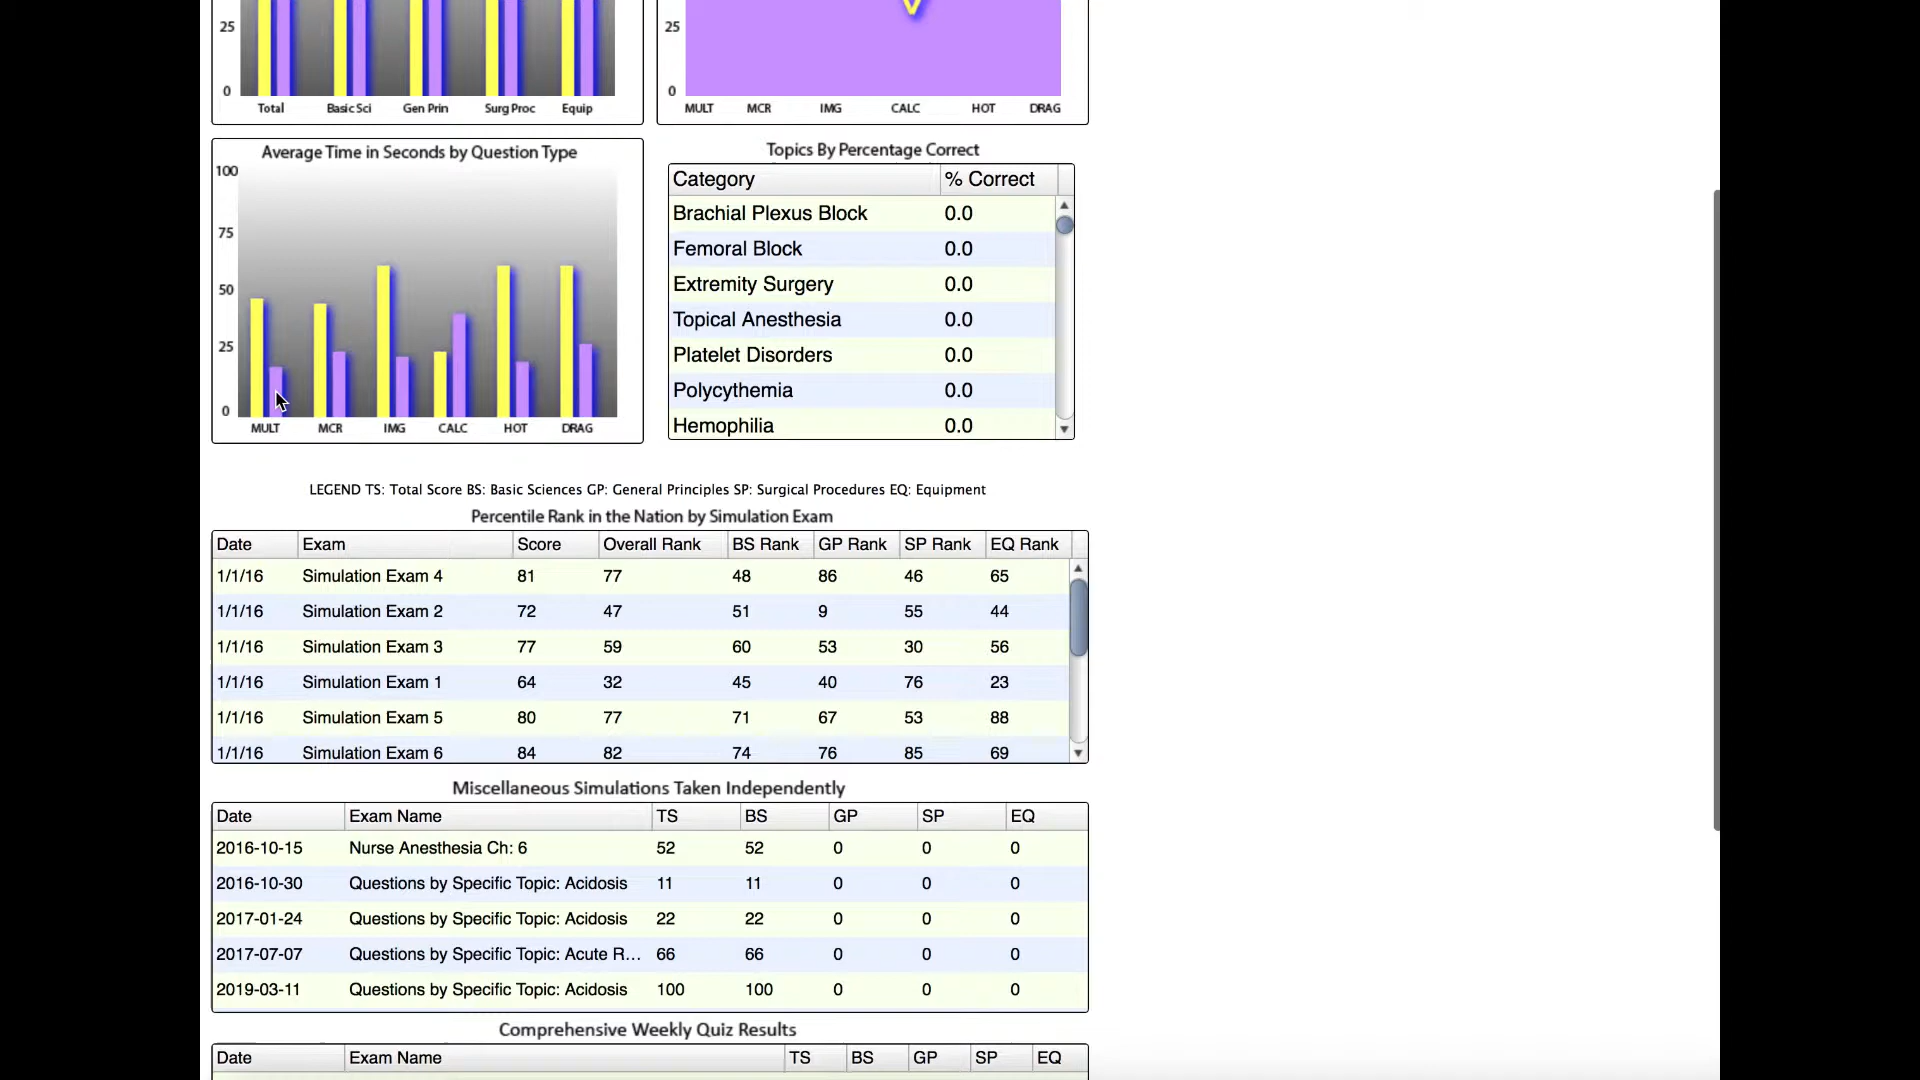 25
0
Total Basic Sci Gen Prin Surg Proc Equip
25
0
MULT MCR IMG CALC HOT DRAG
Average Time in Seconds by Question Type
100
75
50
25
0
MULT MCR IMG CALC HOT DRAG
Topics By Percentage Correct
Category % Correct
Brachial Plexus Block 0.0
Femoral Block 0.0
Extremity Surgery 0.0
Topical Anesthesia 0.0
Platelet Disorders 0.0
Polycythemia 0.0
Hemophilia 0.0
LEGEND TS: Total Score BS: Basic Sciences GP: General Principles SP: Surgical Procedures EQ: Equipment
Percentile Rank in the Nation by Simulation Exam
Date Exam Score Overall Rank BS Rank GP Rank SP Rank EQ Rank
1/1/16 Simulation Exam 4 81 77 48 86 46 65
1/1/16 Simulation Exam 2 72 47 51 9 55 44
1/1/16 Simulation Exam 3 77 59 60 53 30 56
1/1/16 Simulation Exam 1 64 32 45 40 76 23
1/1/16 Simulation Exam 5 80 77 71 67 53 88
1/1/16 Simulation Exam 6 84 82 74 76 85 69
Miscellaneous Simulations Taken Independently
Date Exam Name TS BS GP SP EQ
2016-10-15 Nurse Anesthesia Ch: 6 52 52 0 0 0
2016-10-30 Questions by Specific Topic: Acidosis 11 11 0 0 0
2017-01-24 Questions by Specific Topic: Acidosis 22 22 0 0 0
2017-07-07 Questions by Specific Topic: Acute R... 66 66 0 0 0
2019-03-11 Questions by Specific Topic: Acidosis 100 100 0 0 0
Comprehensive Weekly Quiz Results
Date Exam Name TS BS GP SP EQ